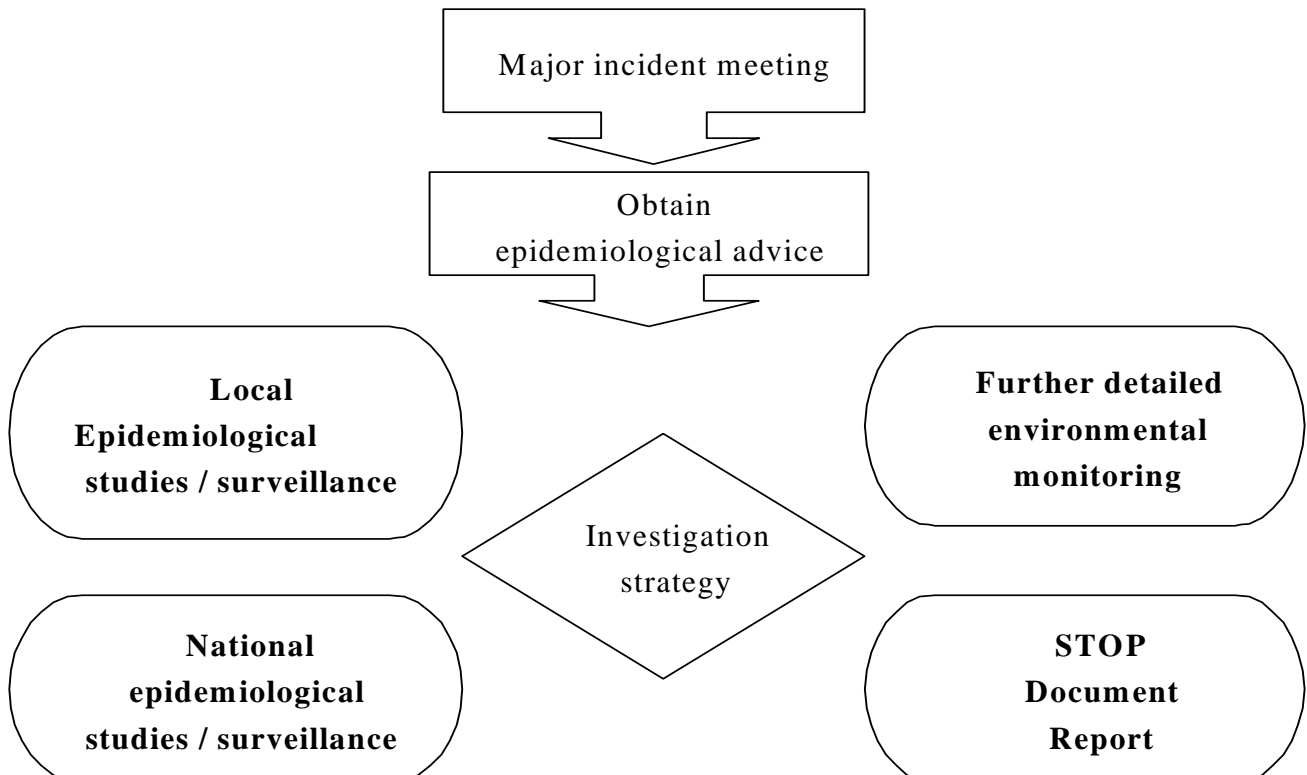 Major incident meeting
Obtain
epidemiological advice
Local
Epidemiological
studies / surveillance
Further detailed
environmental
monitoring
Investigation
strategy
National
epidemiological
studies / surveillance
STOP
Document
Report